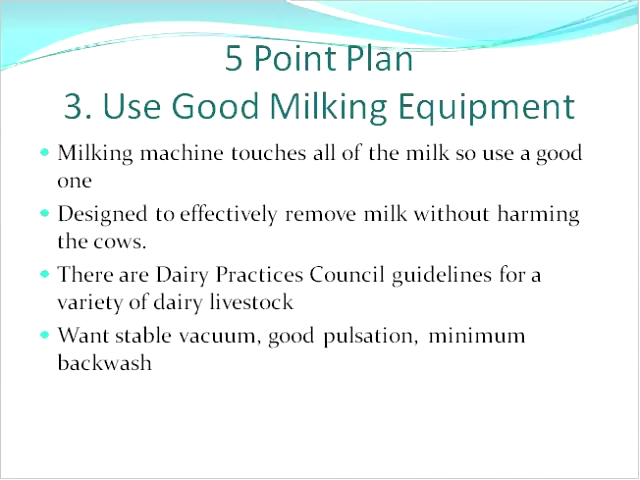 5 Point Plan
3. Use Good Milking Equipment
Milking machine touches all of the milk so use a good
one
Designed to effectively remove milk without harming
the cows.
There are Dairy Practices Council guidelines for a
variety of dairy livestock
Want stable vacuum, good pulsation, minimum
backwash